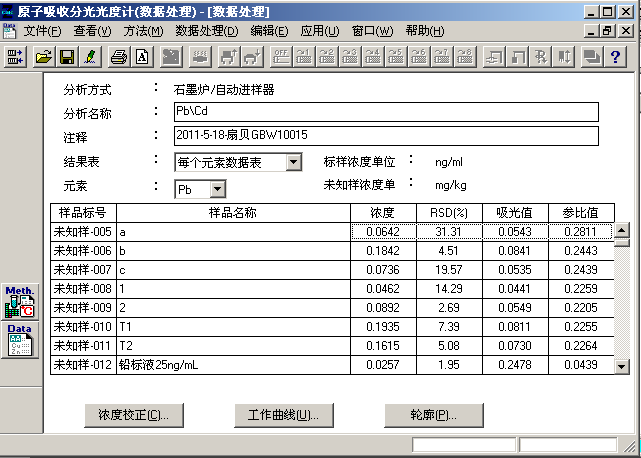 原子吸收分光光度计(数据处理) - [数据处理]
文件(F) 查看(V) 方法(M) 数据处理(D) 编辑(E) 应用(U) 窗口(W) 帮助(H)
分析方式 : 石墨炉/自动进样器
分析名称 : Pb\Cd
注释 : 2011-5-18-扇贝GBW10015
结果表 : 每个元素数据表 标样浓度单位 : ng/ml
元素 : Pb 未知样浓度单 : mg/kg
样品标号 样品名称 浓度 RSD(%) 吸光值 参比值
未知样-005 a 0.0642 31.31 0.0543 0.2811
未知样-006 b 0.1842 4.51 0.0841 0.2443
未知样-007 c 0.0736 19.57 0.0535 0.2439
未知样-008 1 0.0462 14.29 0.0441 0.2259
未知样-009 2 0.0892 2.69 0.0549 0.2205
未知样-010 T1 0.1935 7.39 0.0811 0.2255
未知样-011 T2 0.1615 5.08 0.0730 0.2264
未知样-012 铅标液25ng/mL 0.0257 1.95 0.2478 0.0439
Meth.
Data
浓度校正(C)... 工作曲线(U)... 轮廓(P)...